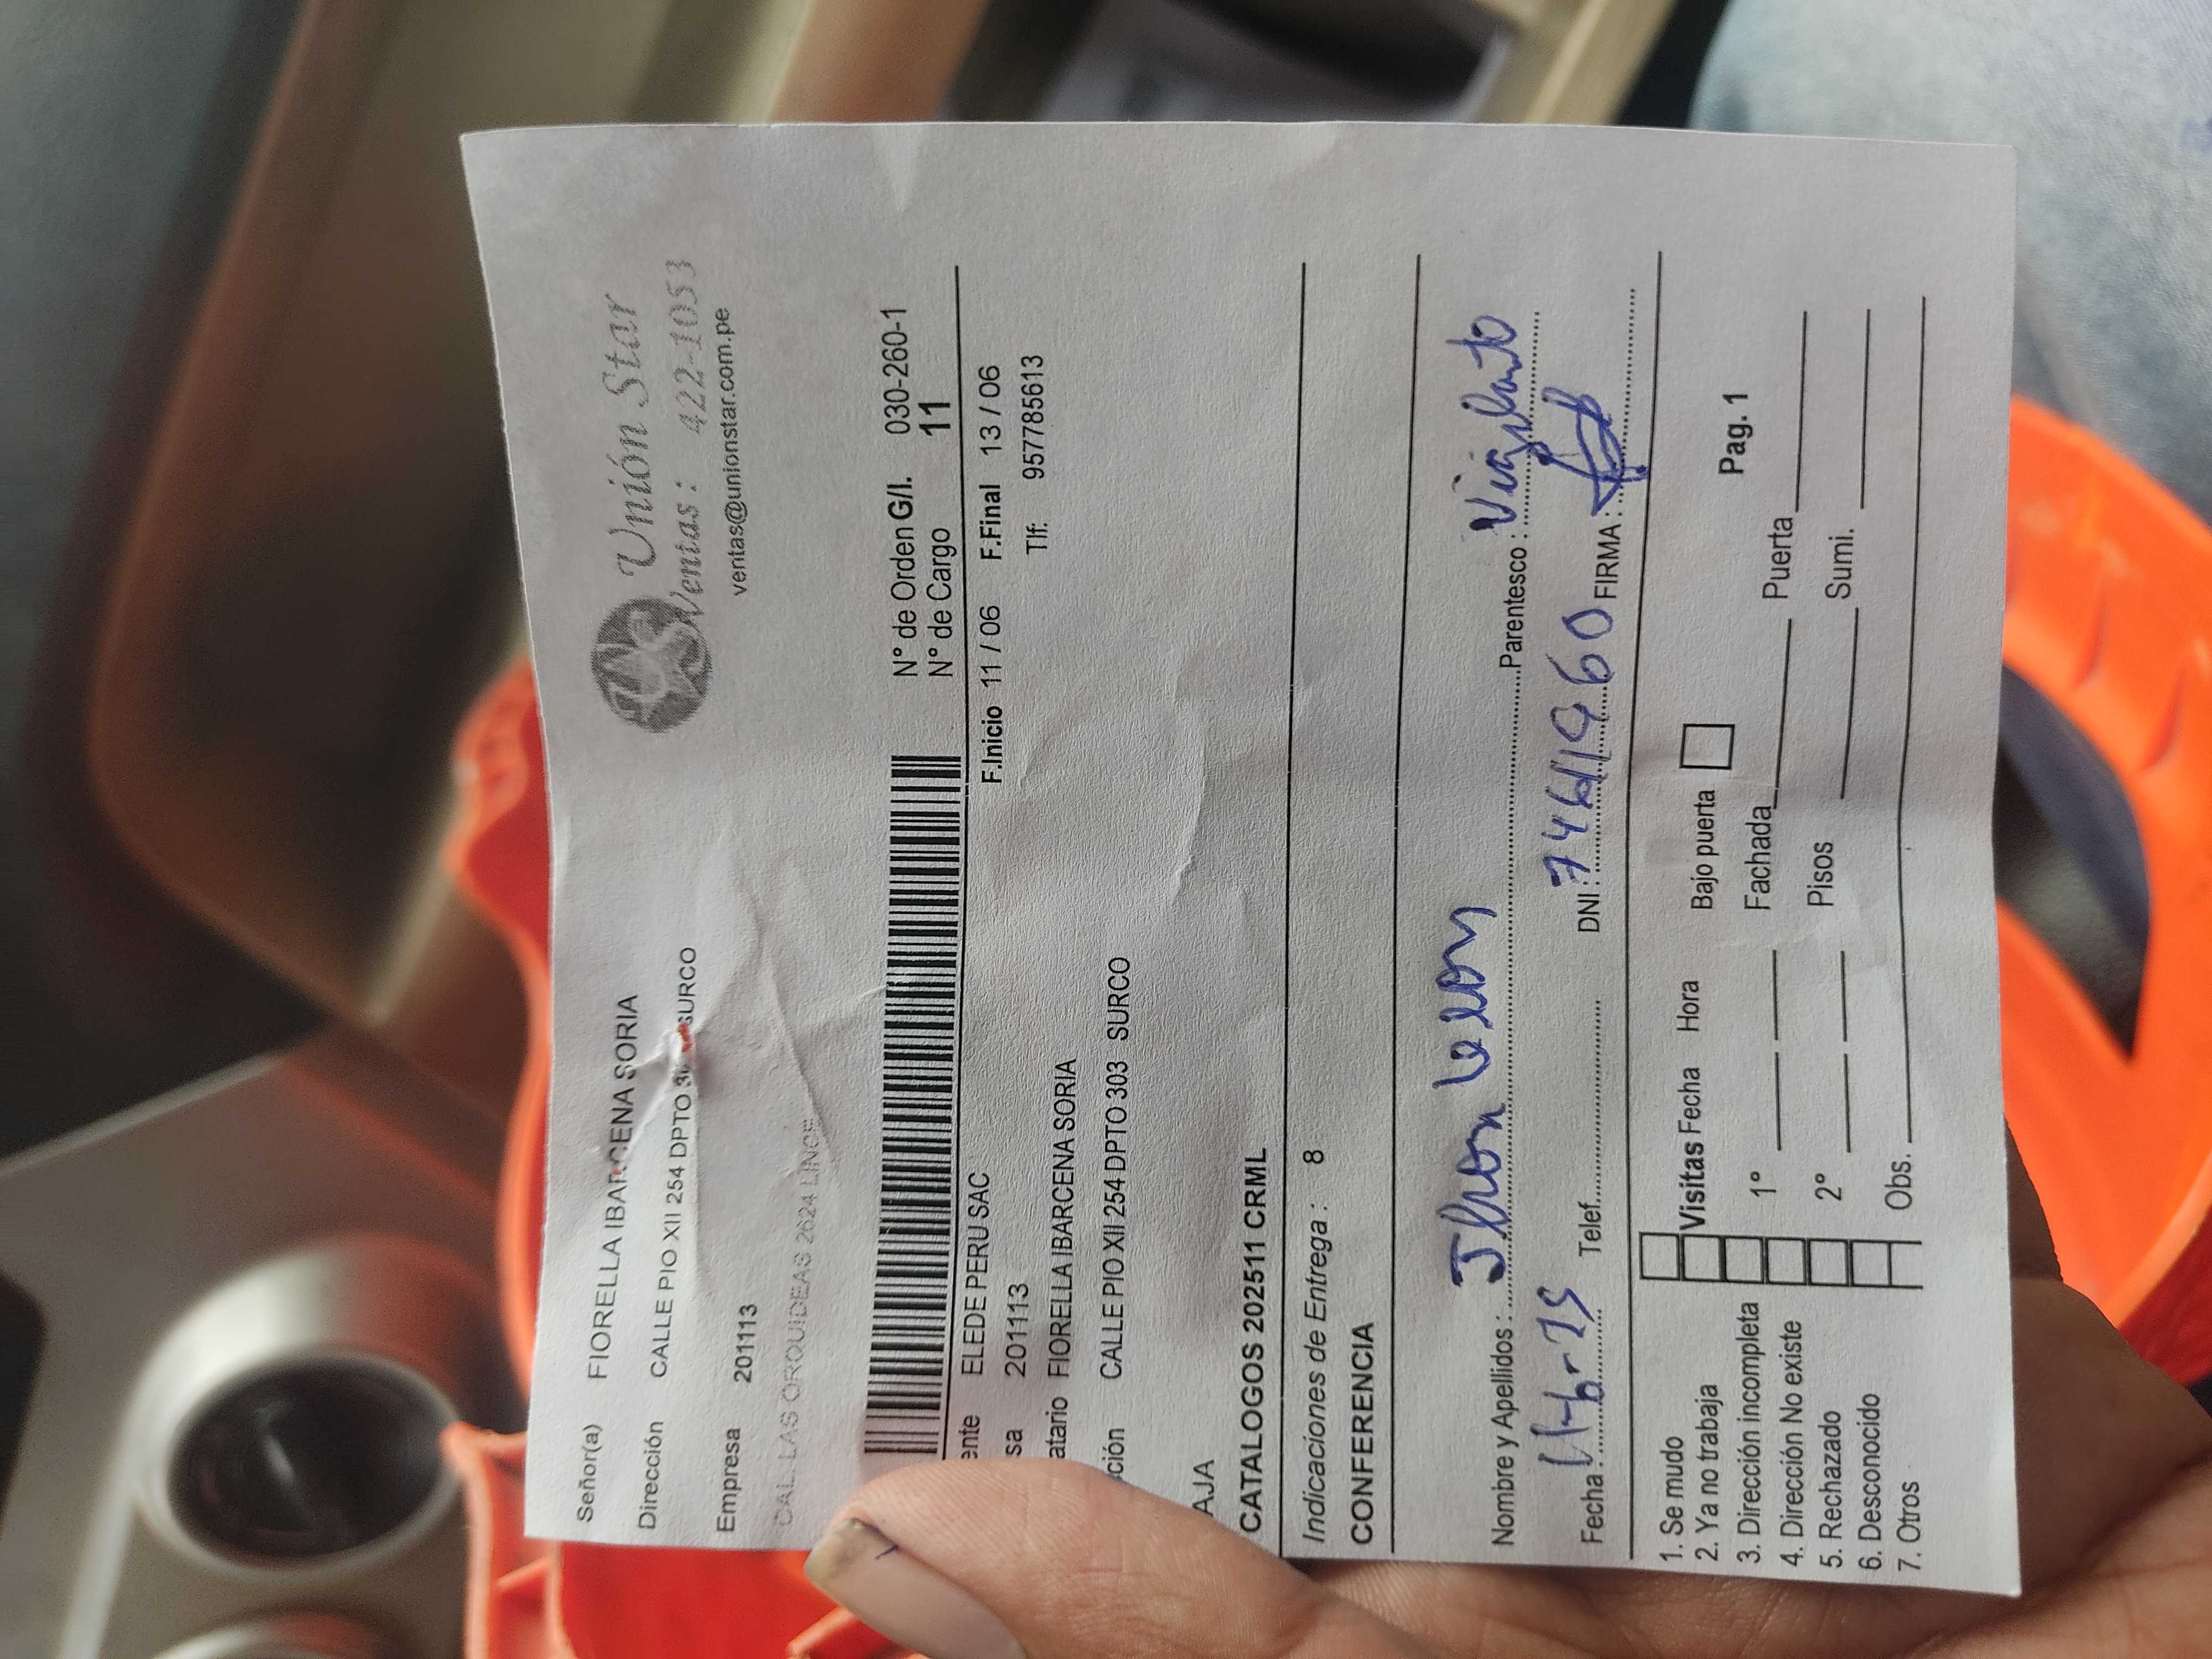 Unión Star
Ventas: 422-1053
ventas@unionstar.com.pe
Señor(a) FIORELLA IBARCENA SORIA
Dirección CALLE PIO XII 254 DPTO SURCO
Empresa 201113
CAL. LAS ORQUIDEAS 2624 LINCE
N° de Orden G/I. 030-260-1
N° de Cargo 11
ente ELEDE PERU SAC F.Inicio 11 / 06 F.Final 13 / 06
sa 201113 Tlf: 957785613
atario FIORELLA IBARCENA SORIA
ción CALLE PIO XII 254 DPTO 303 SURCO
AJA
CATALOGOS 202511 CRML
Indicaciones de Entrega : 8
CONFERENCIA
Nombre y Apellidos : Jhon Leon Parentesco : Vigilante
Fecha : Telef. DNI : FIRMA :
1. Se mudo
2. Ya no trabaja Visitas Fecha Hora Bajo puerta Pag. 1
3. Dirección incompleta 1° Fachada Puerta
4. Dirección No existe
5. Rechazado 2° Pisos Sumi.
6. Desconocido
7. Otros Obs.